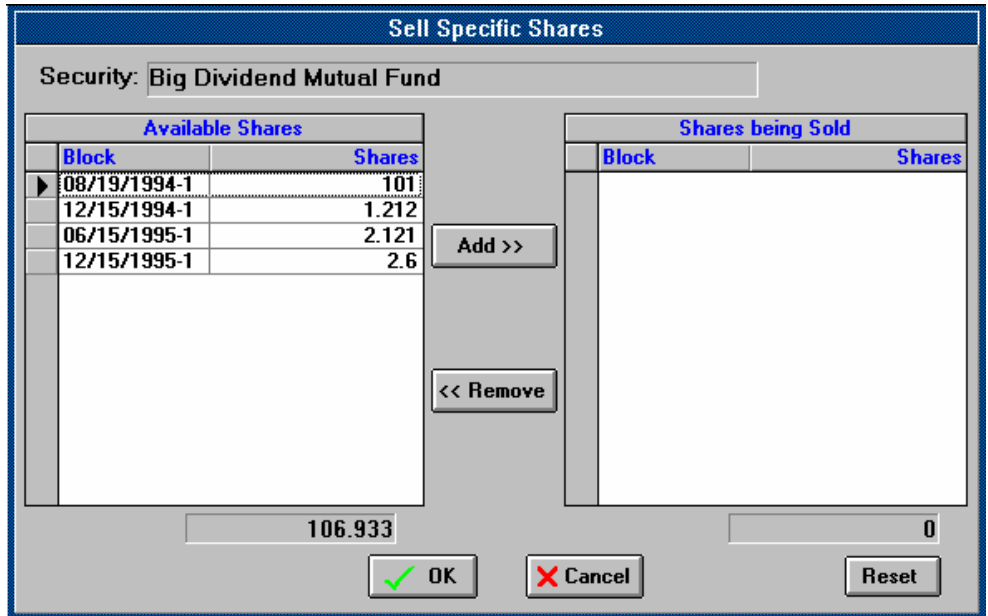 Sell Specific Shares
Security: Big Dividend Mutual Fund
Available Shares
Block Shares
08/19/1994-1 101
12/15/1994-1 1.212
06/15/1995-1 2.121
12/15/1995-1 2.6
106.933
Add >>
<< Remove
Shares being Sold
Block Shares
0
OK
Cancel
Reset